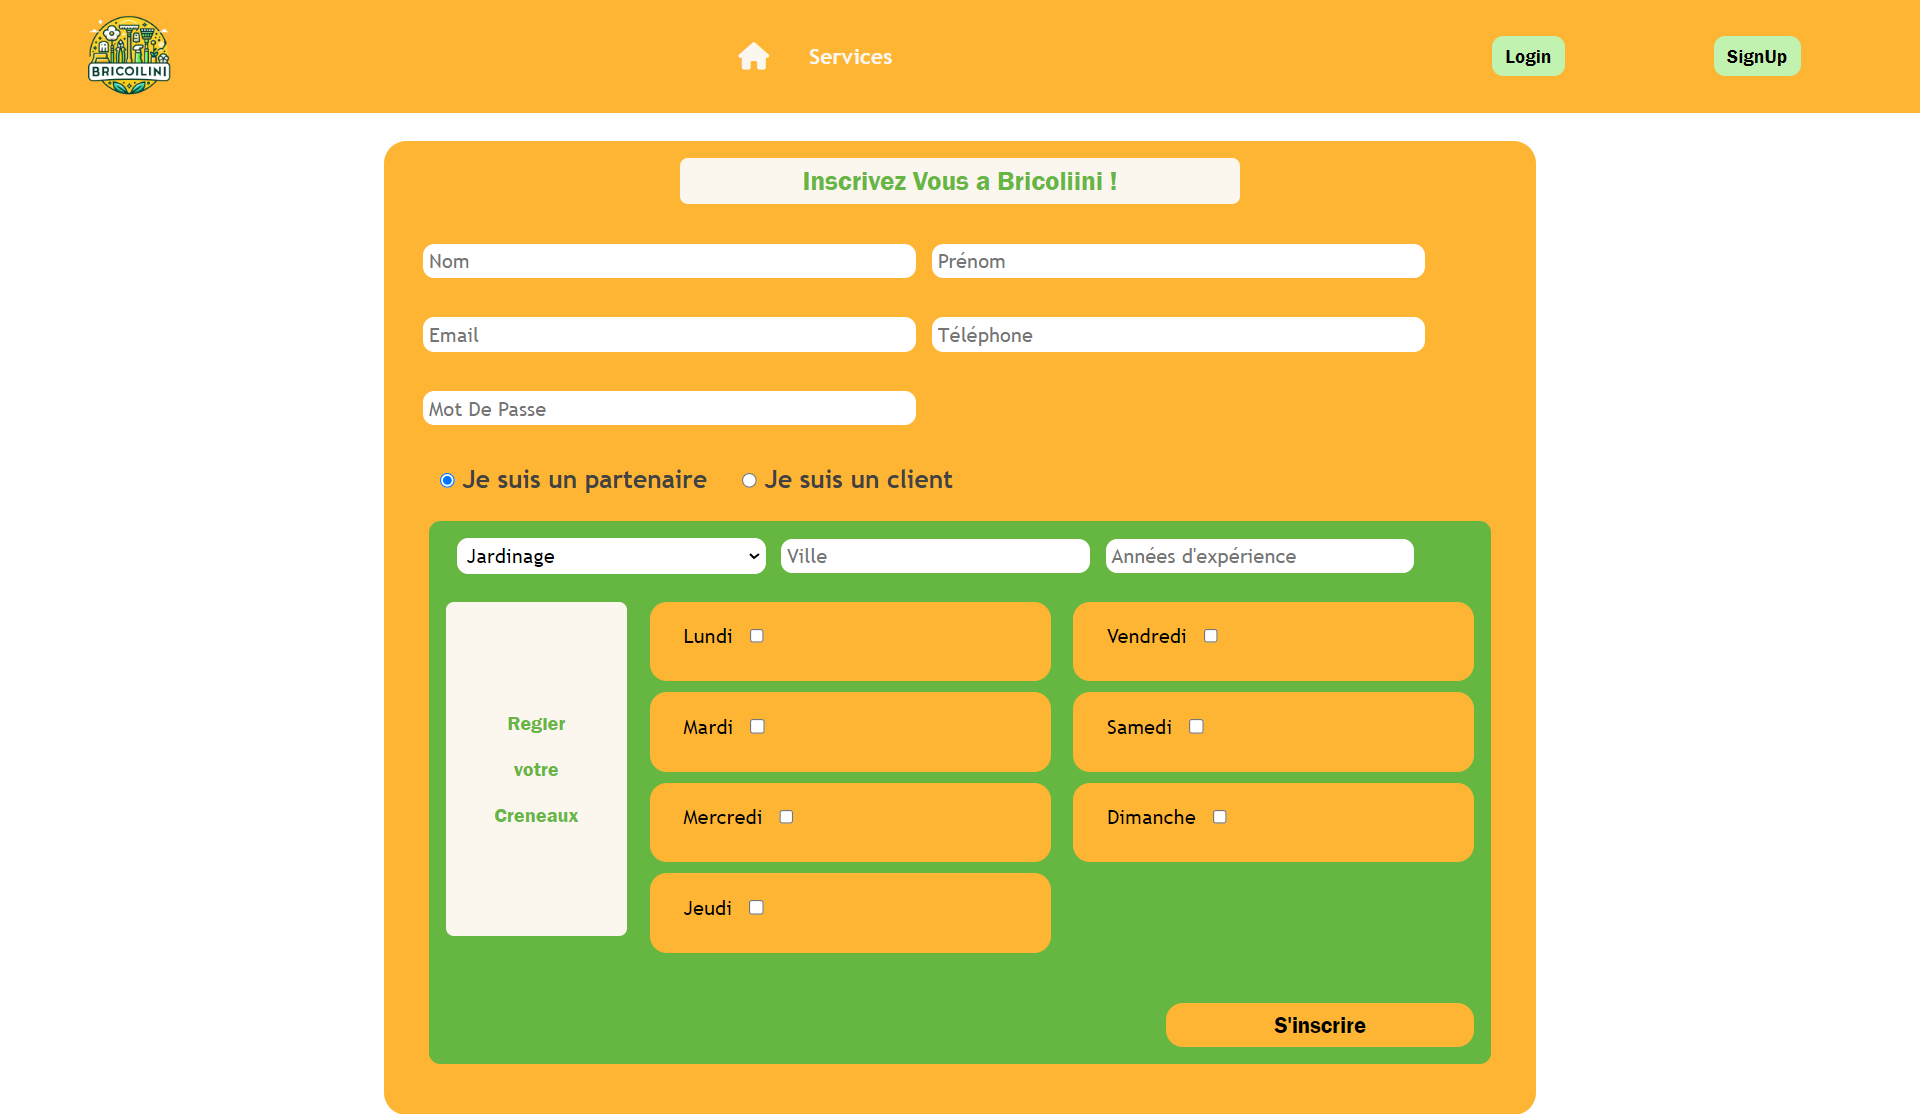 BRICOILINI
Services
Login
SignUp
Inscrivez Vous a Bricoliini !
Nom
Prénom
Email
Téléphone
Mot De Passe
Je suis un partenaire
Je suis un client
Jardinage
Ville
Années d'expérience
Regler
votre
Creneaux
Lundi
Vendredi
Mardi
Samedi
Mercredi
Dimanche
Jeudi
S'inscrire